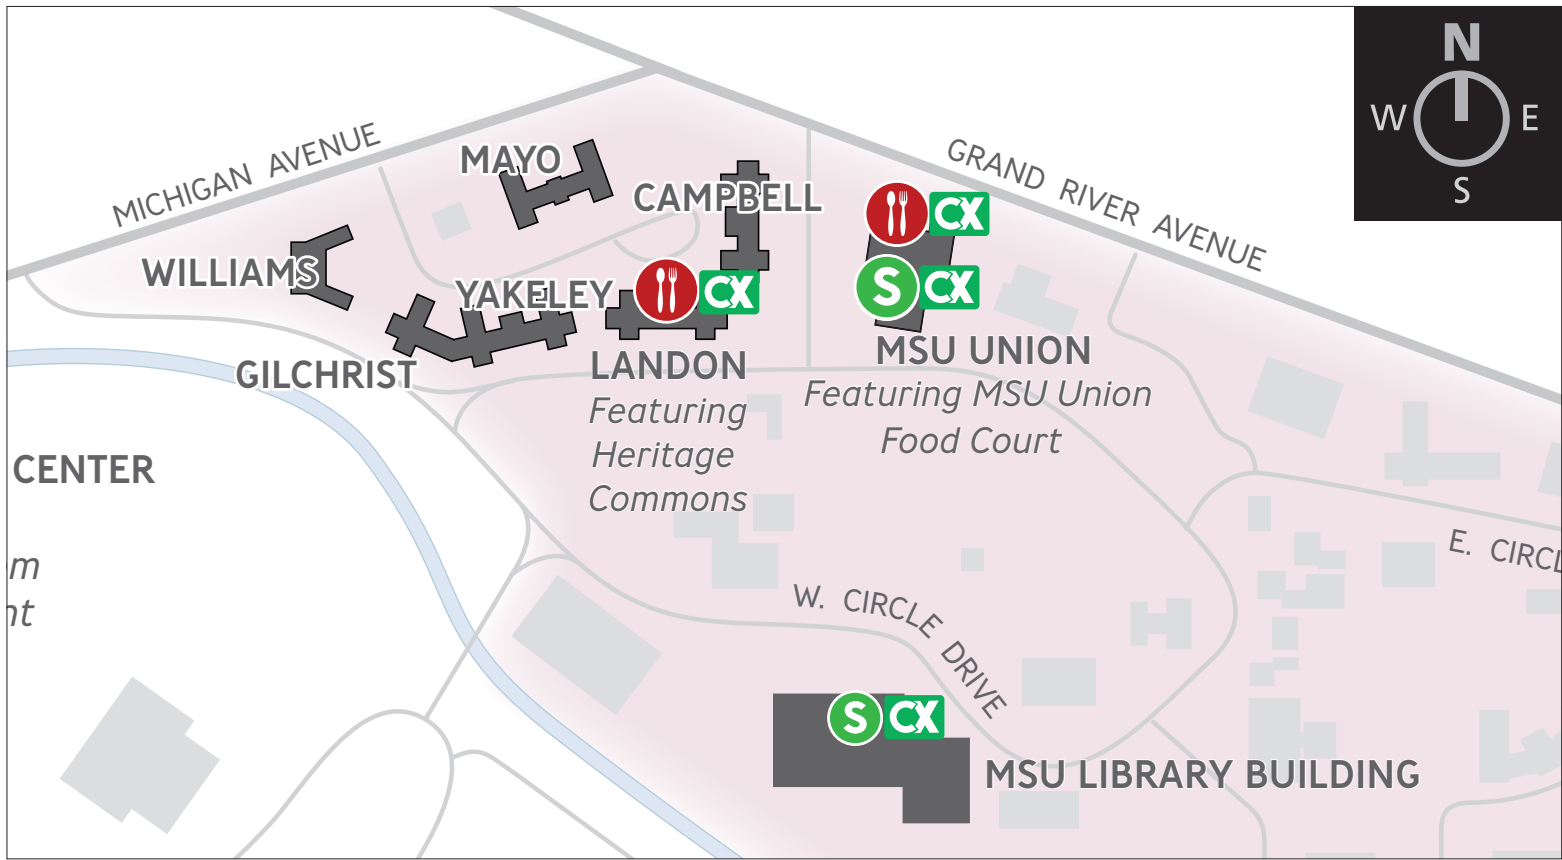 N
W E
S
MICHIGAN AVENUE
GRAND RIVER AVENUE
MAYO
CAMPBELL
CX
WILLIAMS
YAKELEY
CX
S CX
GILCHRIST
LANDON
Featuring
Heritage
Commons
MSU UNION
Featuring MSU Union
Food Court
CENTER
m
nt
E. CIRCL
W. CIRCLE DRIVE
S CX
MSU LIBRARY BUILDING